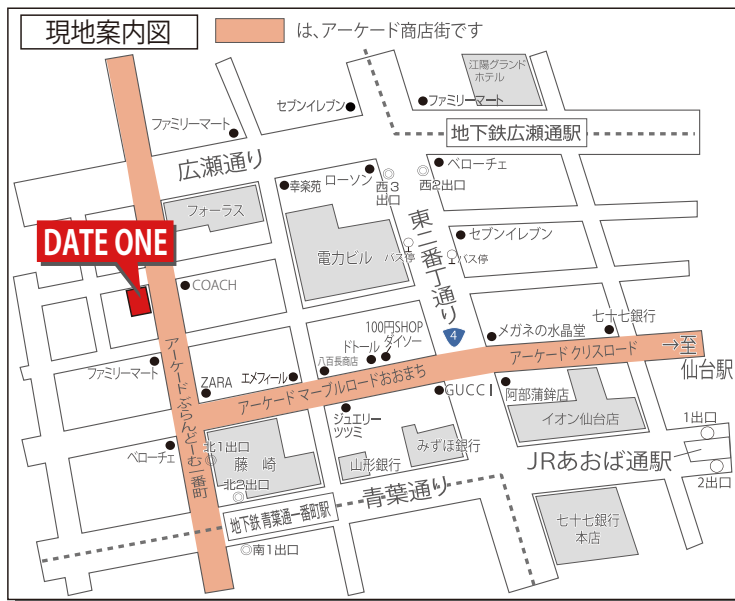 現地案内図
は、アーケード商店街です
江陽グランド
ホテル
セブンイレブン
ファミリーマート
ファミリーマート
地下鉄広瀬通駅
広瀬通り
ベローチェ
ローソン
幸楽苑
西3
出口
西2出口
フォーラス
東二番丁通り
セブンイレブン
DATE ONE
電力ビル
バス停
バス停
COACH
100円SHOP
ダイソー
4
メガネの水晶堂
七十七銀行
アーケード ぶらんどーむ一番町
ドトール
八百長商店
アーケード クリスロード
→至
仙台駅
ファミリーマート
ZARA
エメフィール
アーケード マーブルロードおおまち
GUCCI
阿部蒲鉾店
ジュエリー
ツツミ
イオン仙台店
1出口
ベローチェ
北1出口
藤崎
みずほ銀行
山形銀行
JRあおば通駅
2出口
北2出口
青葉通り
地下鉄 青葉通一番町駅
七十七銀行
本店
南1出口